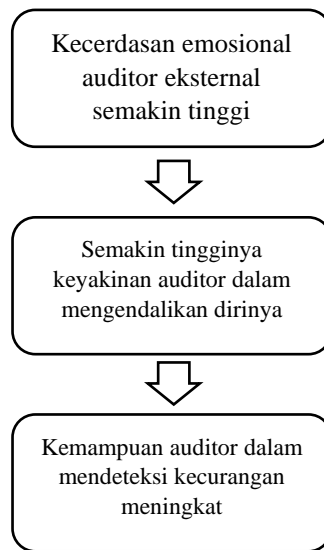 Kecerdasan emosional
auditor eksternal
semakin tinggi
Semakin tingginya
keyakinan auditor dalam
mengendalikan dirinya
Kemampuan auditor dalam
mendeteksi kecurangan
meningkat